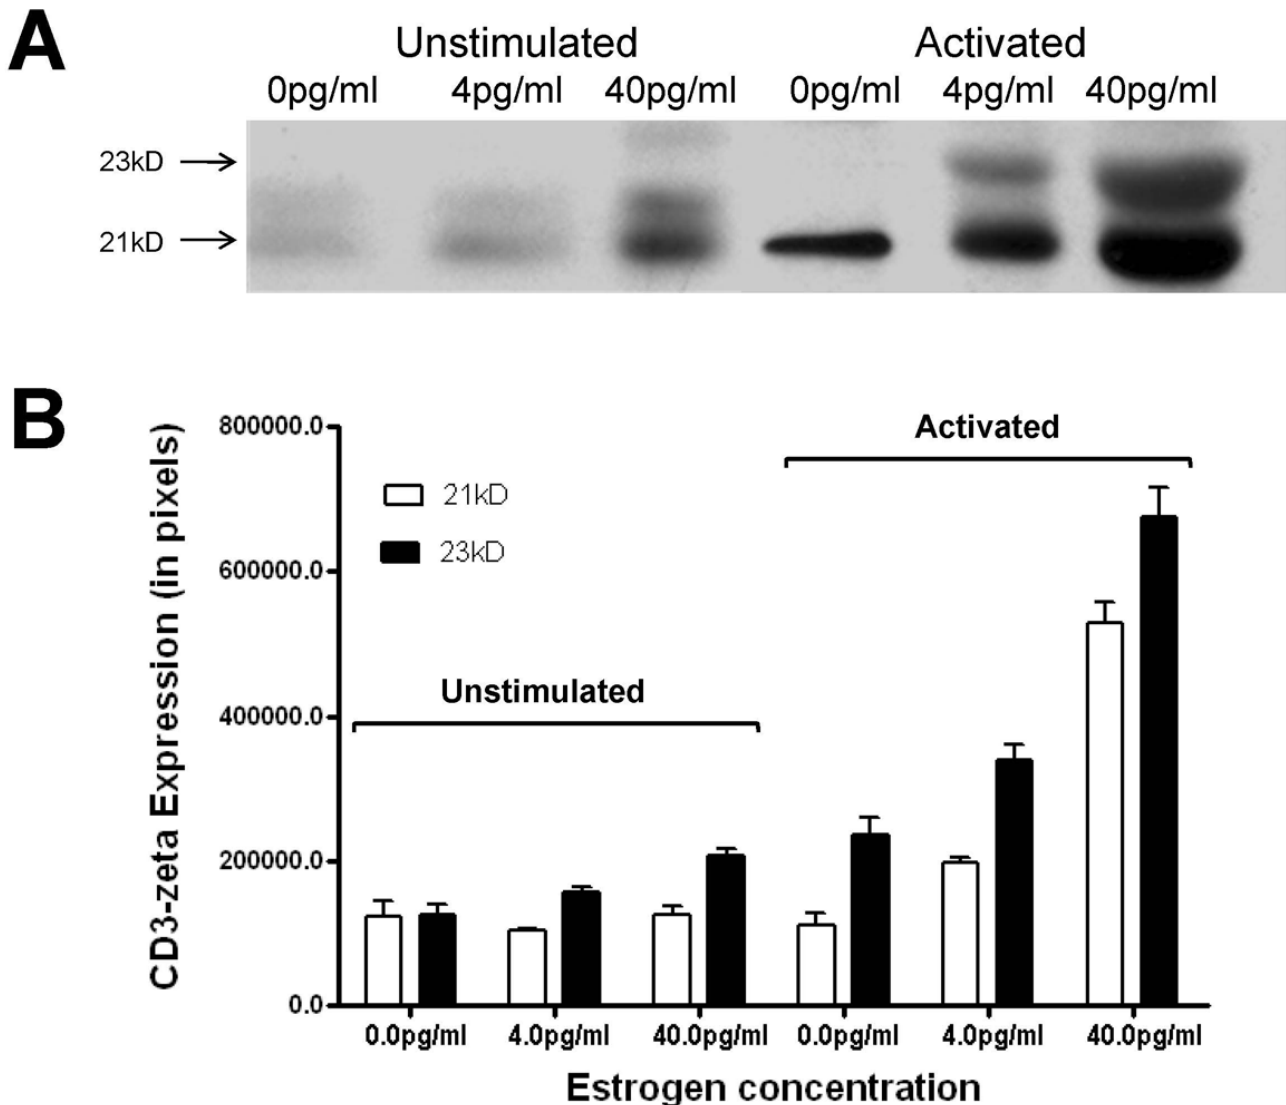 A
Unstimulated Activated
0pg/ml 4pg/ml 40pg/ml 0pg/ml 4pg/ml 40pg/ml
23kD
21kD
B
CD3-zeta Expression (in pixels)
800000.0
600000.0
400000.0
200000.0
0.0
21kD
23kD
Unstimulated
Activated
0.0pg/ml 4.0pg/ml 40.0pg/ml 0.0pg/ml 4.0pg/ml 40.0pg/ml
Estrogen concentration